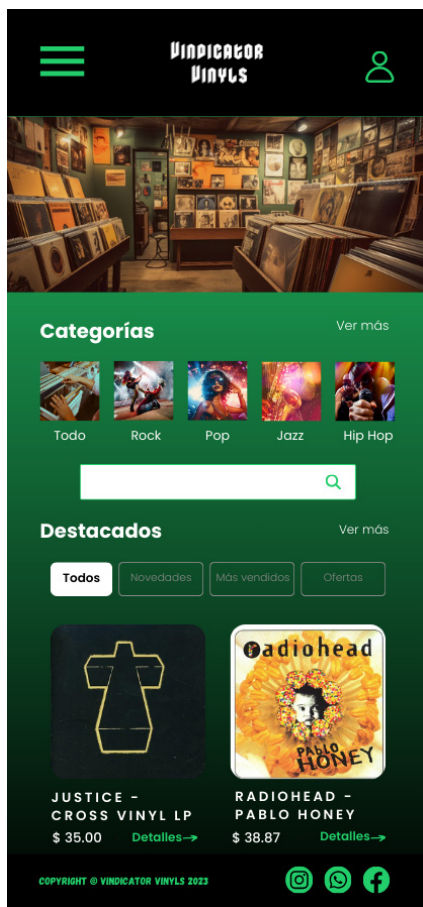 VINDICATOR
VINYLS
Categorías
Ver más
Todo
Rock
Pop
Jazz
Hip Hop
Destacados
Ver más
Todos
Novedades
Más vendidos
Ofertas
radiohead
PABLO
HONEY
JUSTICE -
CROSS VINYL LP
RADIOHEAD -
PABLO HONEY
$ 35.00
Detalles→
$ 38.87
Detalles→
COPYRIGHT @ VINDICATOR VINYLS 2023